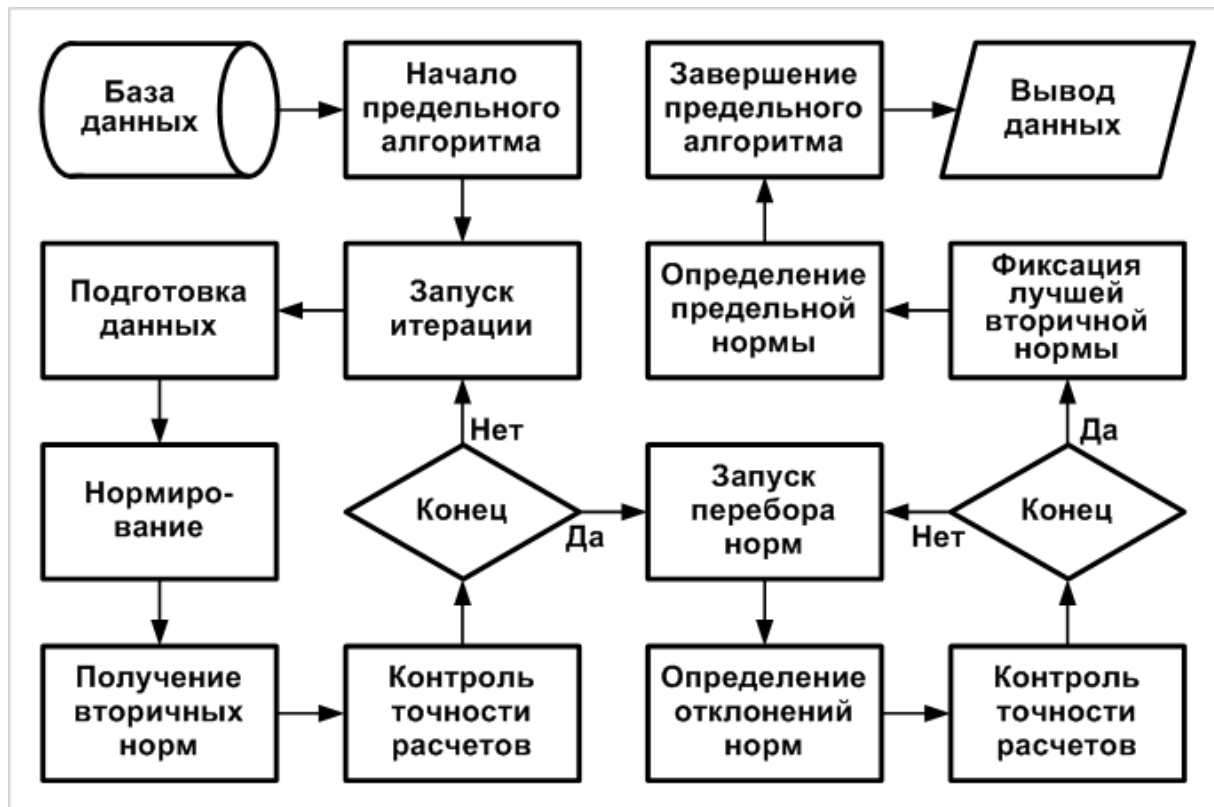 База
данных
Начало
предельного
алгоритма
Завершение
предельного
алгоритма
Вывод
данных
Подготовка
данных
Запуск
итерации
Определение
предельной
нормы
Фиксация
лучшей
вторичной
нормы
Нет
Да
Нормиро-
вание
Конец
Да
Запуск
перебора
норм
Нет
Конец
Получение
вторичных
норм
Контроль
точности
расчетов
Определение
отклонений
норм
Контроль
точности
расчетов